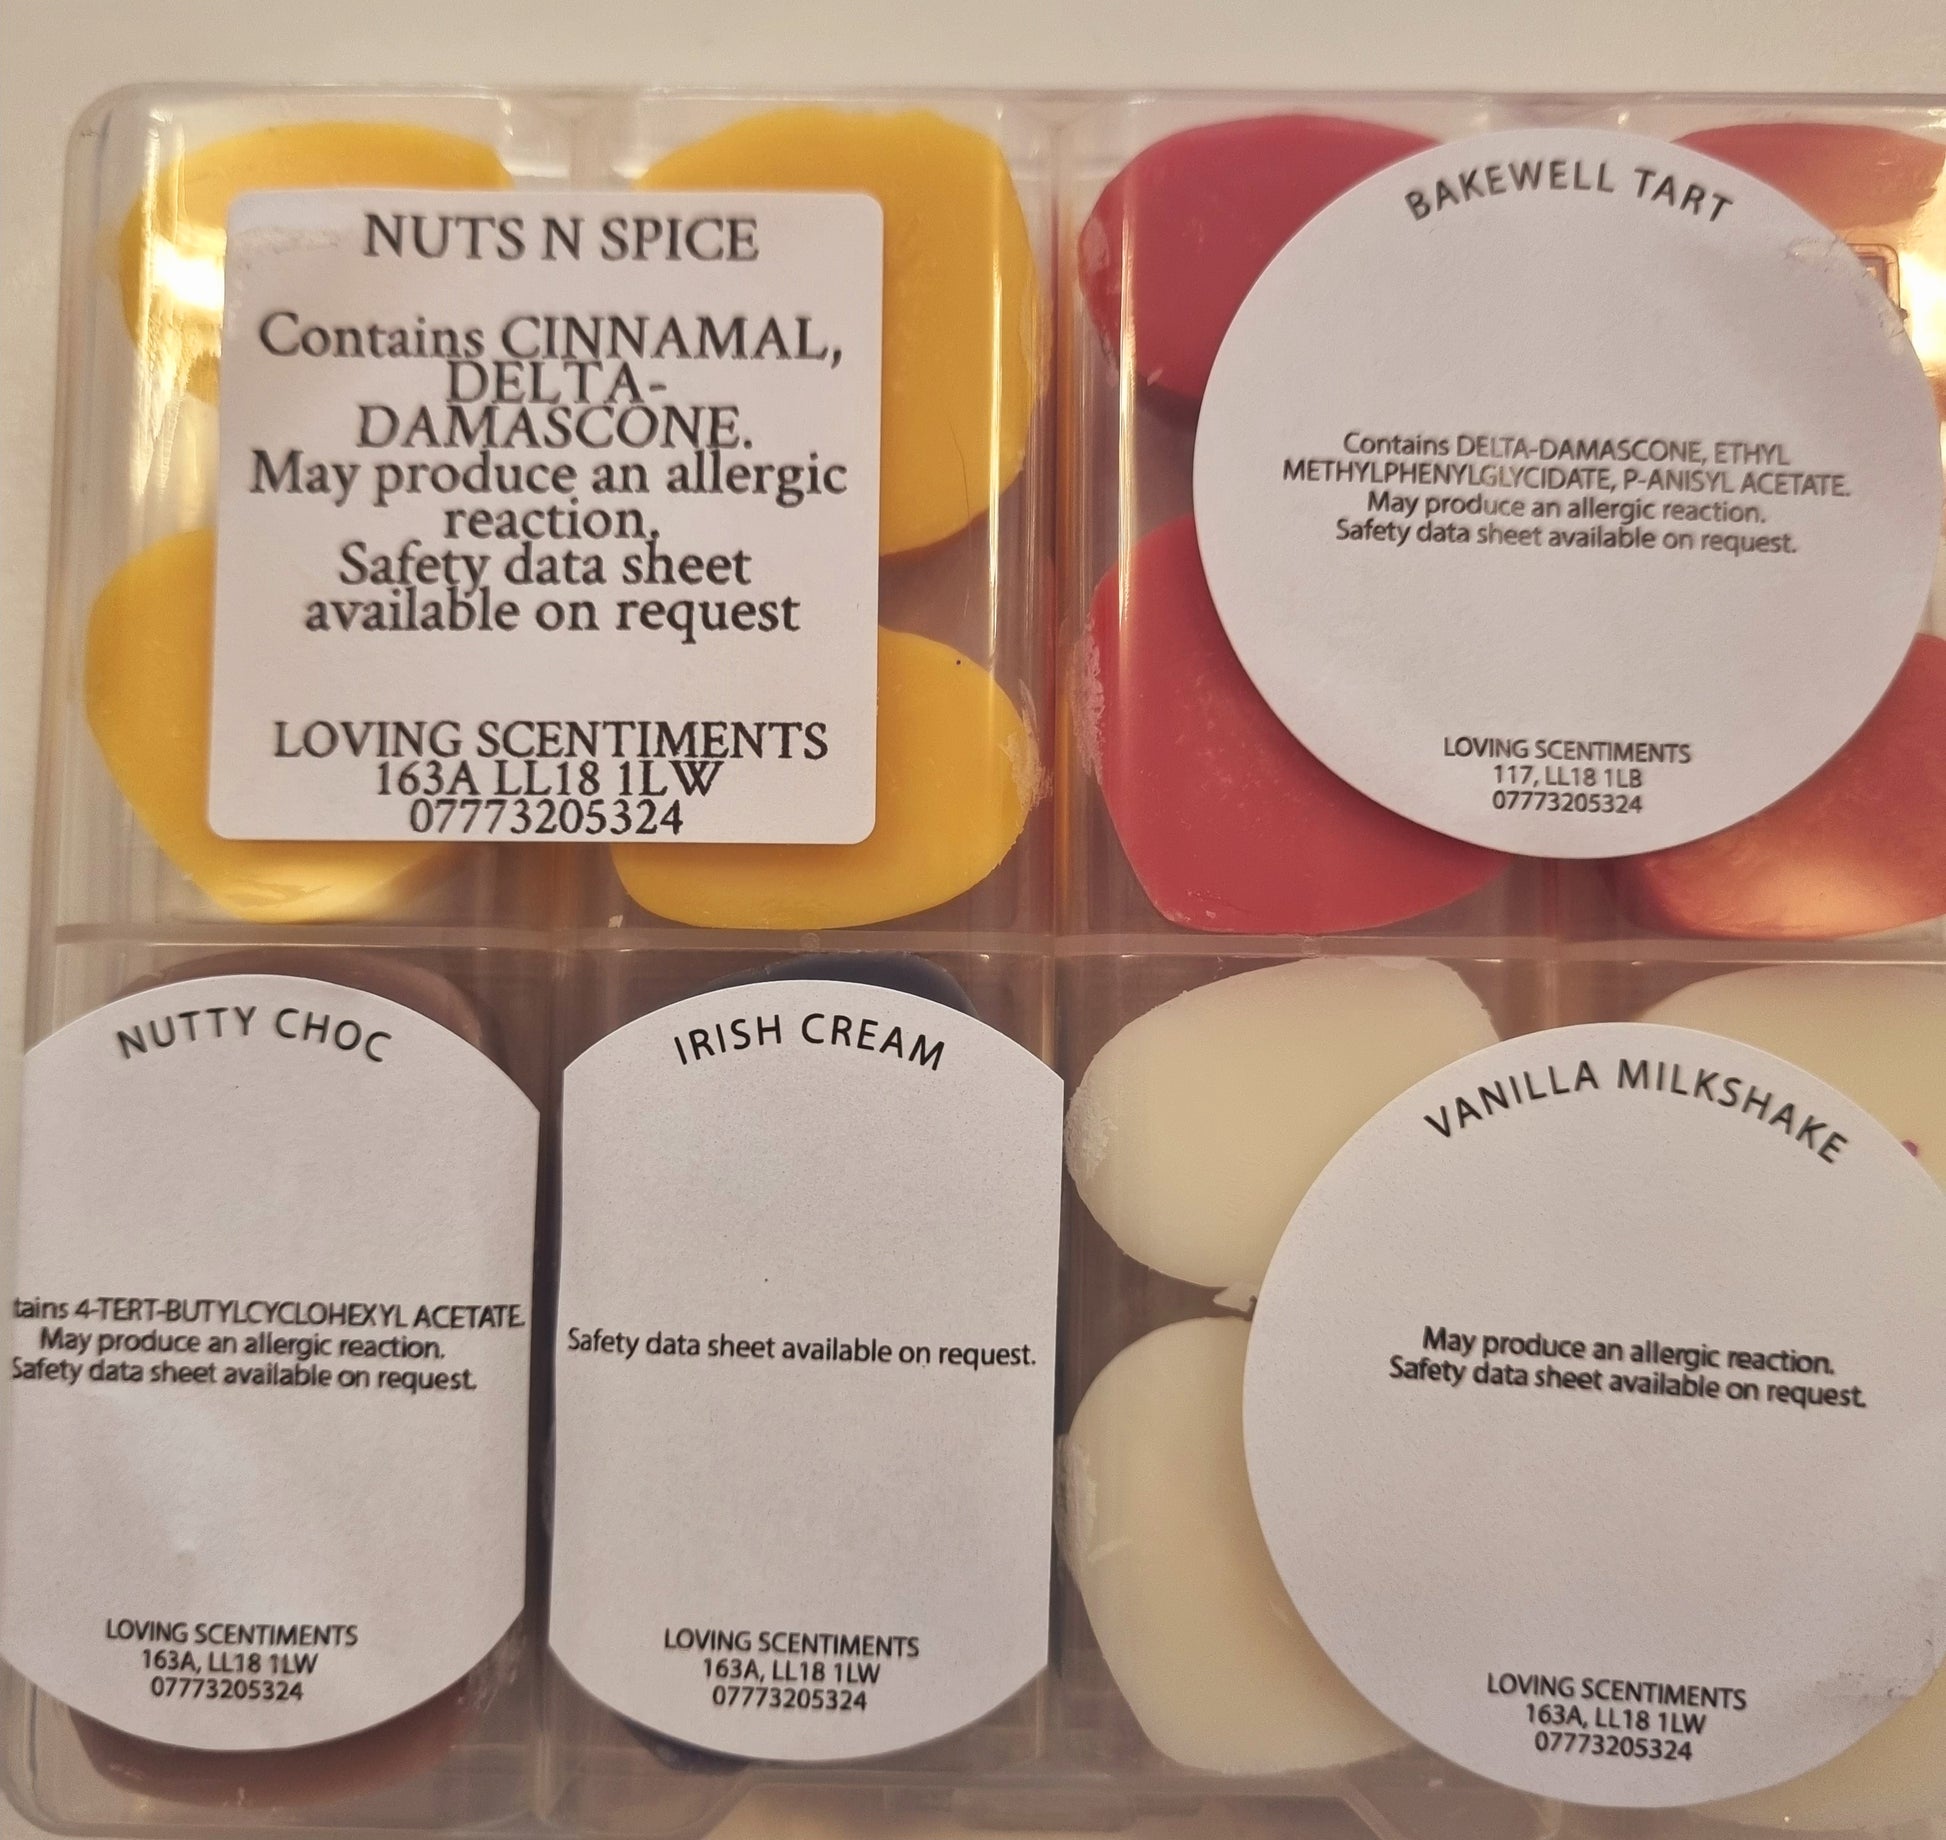 NUTS N SPICE
Contains CINNAMAL,
DELTA-
DAMASCONE.
May produce an allergic
reaction,
Safety data sheet
available on request
LOVING SCENTIMENTS
163A LL18 1LW
07773205324
BAKEWELL TART
Contains DELTA-DAMASCONE, ETHYL
METHYLPHENYLGLYCIDATE, P-ANISYL ACETATE.
May produce an allergic reaction.
Safety data sheet available on request.
LOVING SCENTIMENTS
117, LL18 1LB
07773205324
NUTTY CHOC
tains 4-TERT-BUTYLCYCLOHEXYL ACETATE.
May produce an allergic reaction.
Safety data sheet available on request.
LOVING SCENTIMENTS
163A, LL18 1LW
07773205324
IRISH CREAM
Safety data sheet available on request.
LOVING SCENTIMENTS
163A, LL18 1LW
07773205324
VANILLA MILKSHAKE
May produce an allergic reaction.
Safety data sheet available on request.
LOVING SCENTIMENTS
163A, LL18 1LW
07773205324